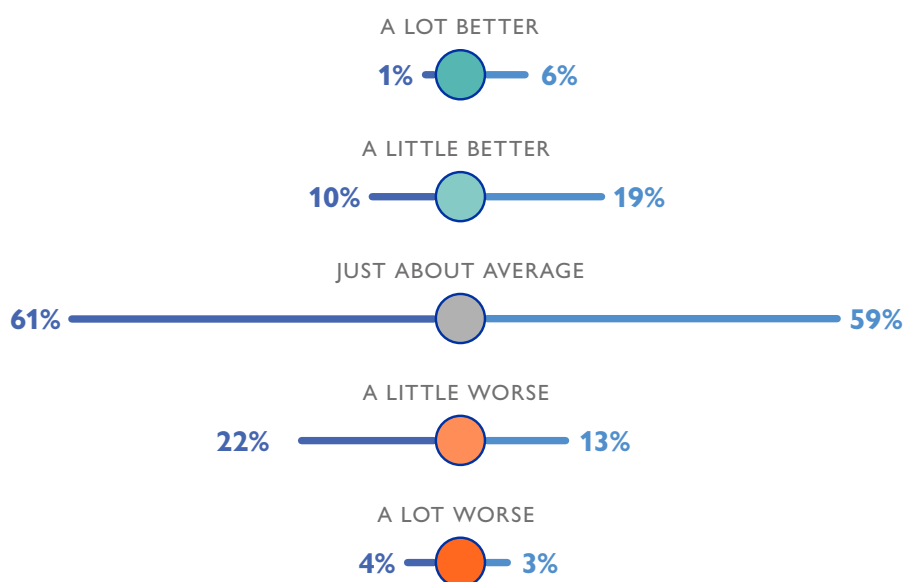 A LOT BETTER
1% 6%
A LITTLE BETTER
10% 19%
JUST ABOUT AVERAGE
61% 59%
A LITTLE WORSE
22% 13%
A LOT WORSE
4% 3%